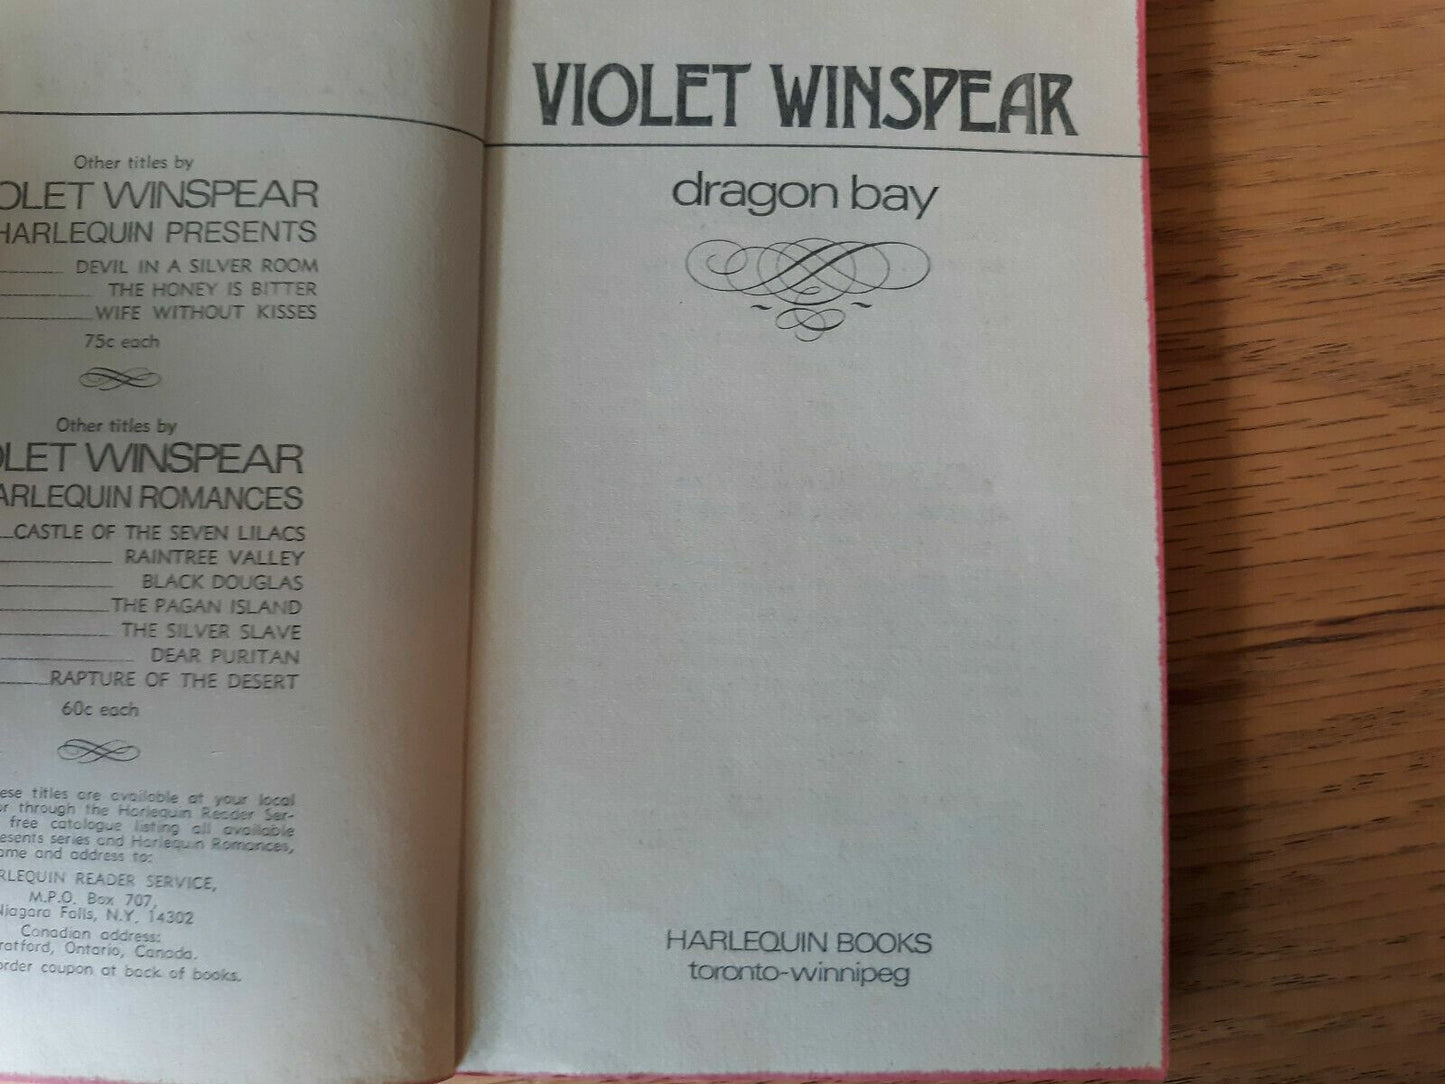 Other titles by
OLET WINSPEAR
HARLEQUIN PRESENTS
DEVIL IN A SILVER ROOM
THE HONEY IS BITTER
WIFE WITHOUT KISSES
75c each
Other titles by
OLET WINSPEAR
ARLEQUIN ROMANCES
CASTLE OF THE SEVEN LILACS
RAINTREE VALLEY
BLACK DOUGLAS
THE PAGAN ISLAND
THE SILVER SLAVE
DEAR PURITAN
RAPTURE OF THE DESERT
60c each
ese titles are available at your local
or through the Harlequin Reader Ser-
free catalogue listing all available
esents series and Harlequin Romances,
ame and address to:
RLEQUIN READER SERVICE,
M.P.O. Box 707,
Niagara Falls, N.Y. 14302
Canadian address:
ratford, Ontario, Canada.
order coupon at back of books.
VIOLET WINSPEAR
dragon bay
HARLEQUIN BOOKS
toronto-winnipeg